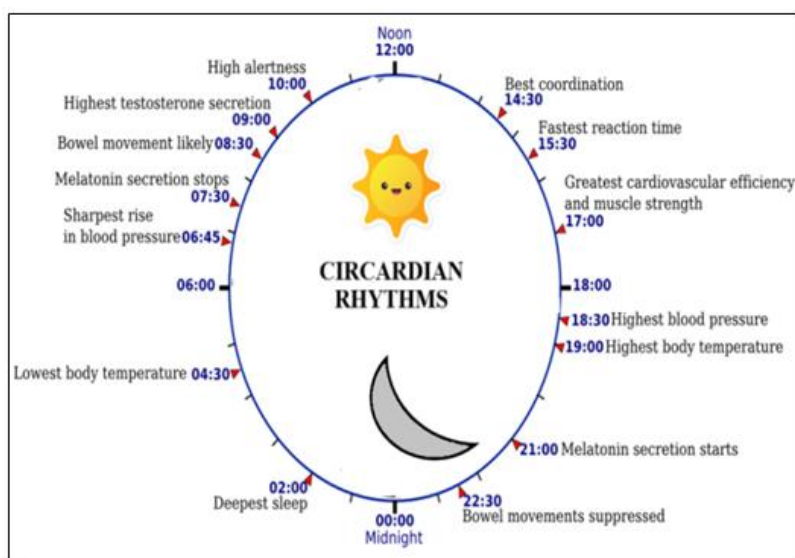 Noon
12:00
High alertness
10:00
Highest testosterone secretion
09:00
Bowel movement likely 08:30
Melatonin secretion stops
07:30
Sharpest rise
in blood pressure 06:45
06:00
Lowest body temperature 04:30
02:00
Deepest sleep
00:00
Midnight
Best coordination
14:30
Fastest reaction time
15:30
Greatest cardiovascular efficiency
and muscle strength
17:00
18:00
18:30 Highest blood pressure
19:00 Highest body temperature
21:00 Melatonin secretion starts
22:30
Bowel movements suppressed
CIRCARDIAN
RHYTHMS